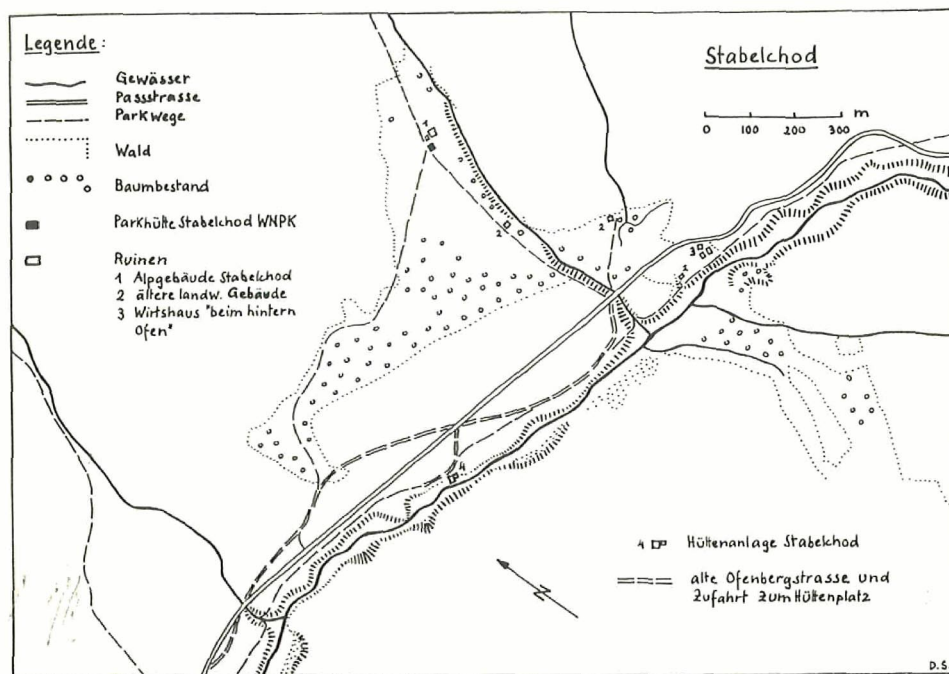 Legende:
Gewässer
Passstrasse
Parkwege
Wald
Baumbestand
Parkhütte Stabelchod WNPK
Ruinen
1 Alpgebäude Stabelchod
2 ältere landw. Gebäude
3 Wirtshaus "beim hintern
Ofen"
Stabelchod
m
0 100 200 300
1
2
2
3
2
4
4 Hüttenanlage Stabelchod
alte Ofenbergstrasse und
Zufahrt zum Hüttenplatz
N
D.S.